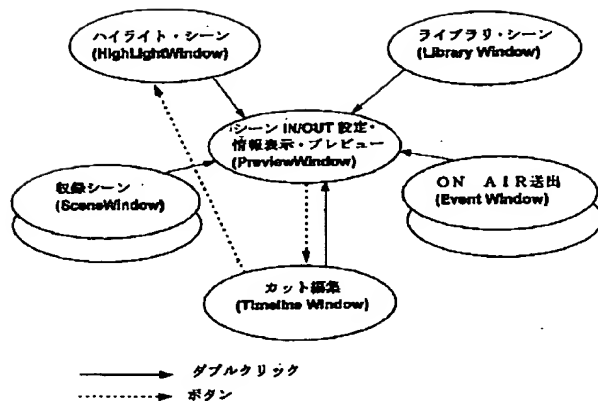 ハイライト・シーン
(HighLightWindow)
ライブラリ・シーン
(Library Window)
シーン IN/OUT 設定・
情報表示・プレビュー
(PreviewWindow)
収録シーン
(SceneWindow)
ON AIR送出
(Event Window)
カット編集
(Timeline Window)
ダブルクリック
ボタン